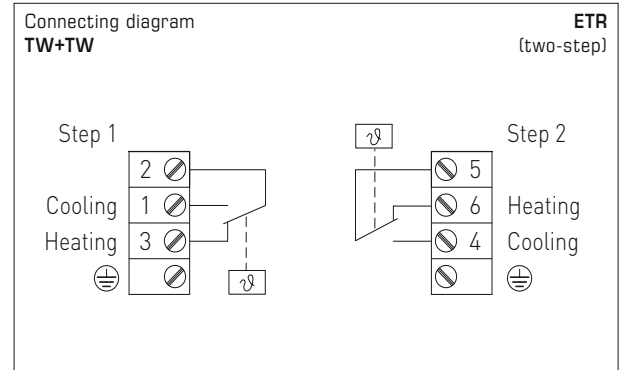 Connecting diagram ETR
TW+TW (two-step)
Step 1 ϑ Step 2
2 5
Cooling 1 6 Heating
Heating 3 4 Cooling
ϑ